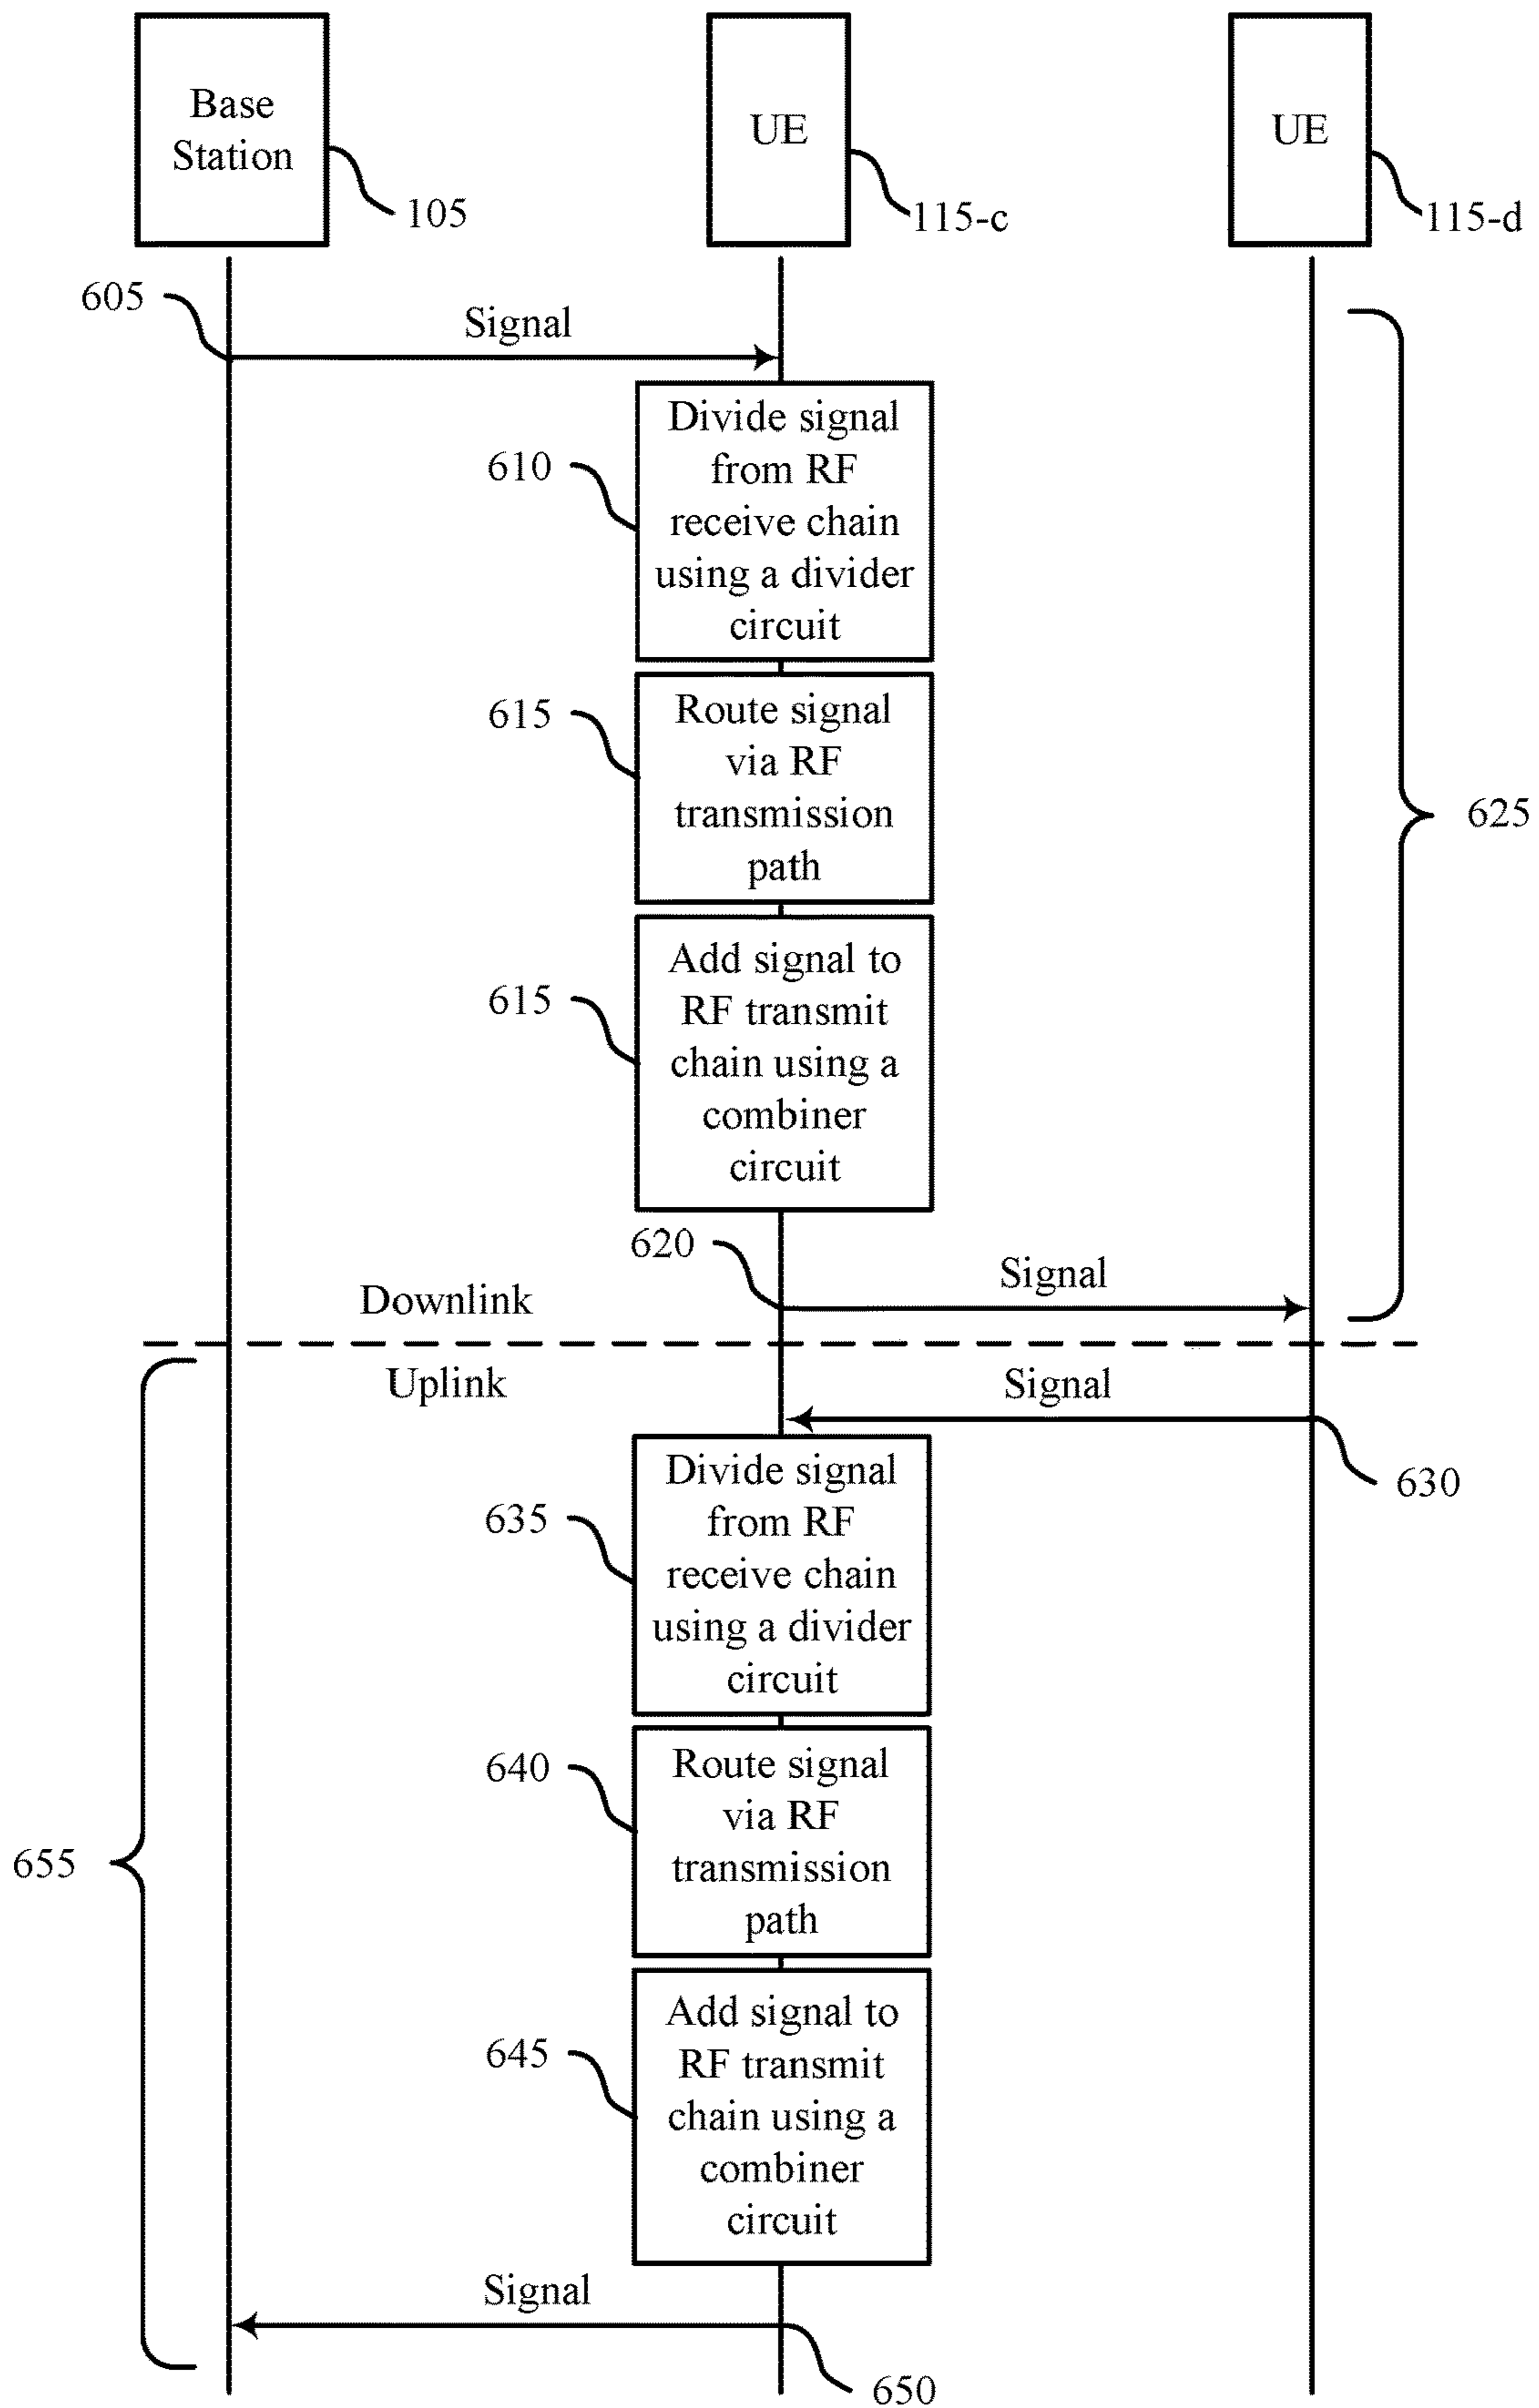 Base
Station
105
UE
115-c
UE
115-d
605
Signal
610
Divide signal
from RF
receive chain
using a divider
circuit
615
Route signal
via RF
transmission
path
625
615
Add signal to
RF transmit
chain using a
combiner
circuit
620
Signal
Downlink
Uplink
Signal
630
635
Divide signal
from RF
receive chain
using a divider
circuit
640
Route signal
via RF
transmission
path
655
645
Add signal to
RF transmit
chain using a
combiner
circuit
Signal
650